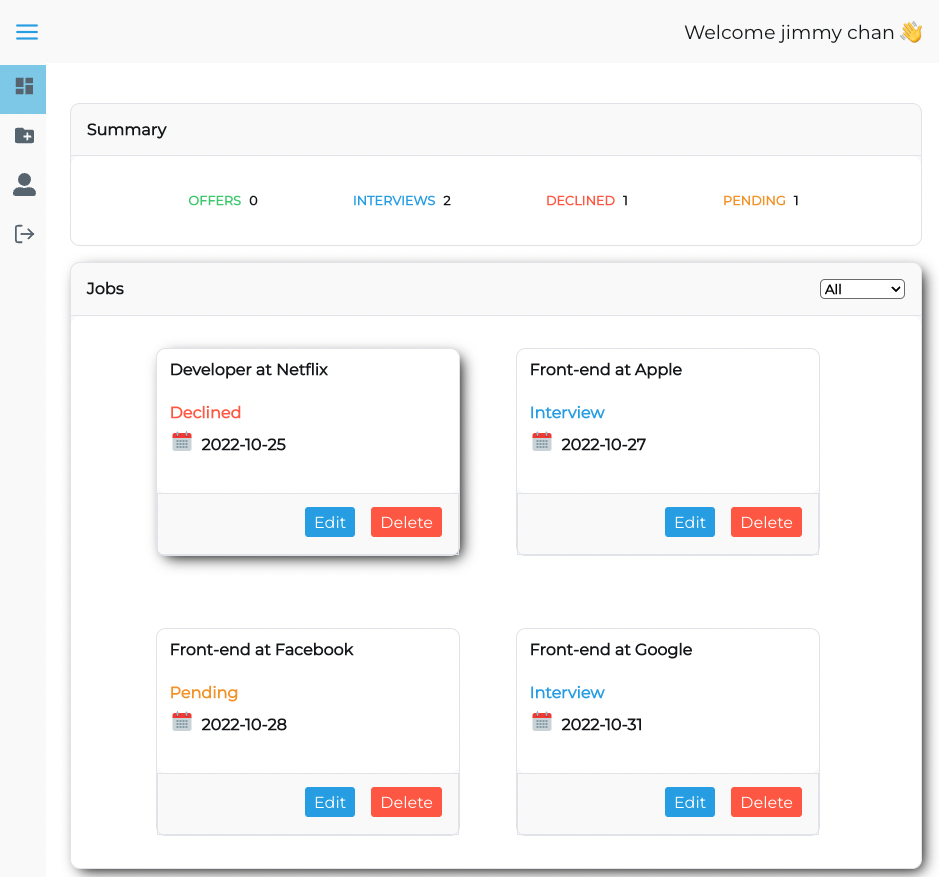 Welcome jimmy chan 👋
Summary
OFFERS 0 INTERVIEWS 2 DECLINED 1 PENDING 1
Jobs All
Developer at Netflix
Declined
2022-10-25
Edit Delete
Front-end at Apple
Interview
2022-10-27
Edit Delete
Front-end at Facebook
Pending
2022-10-28
Edit Delete
Front-end at Google
Interview
2022-10-31
Edit Delete